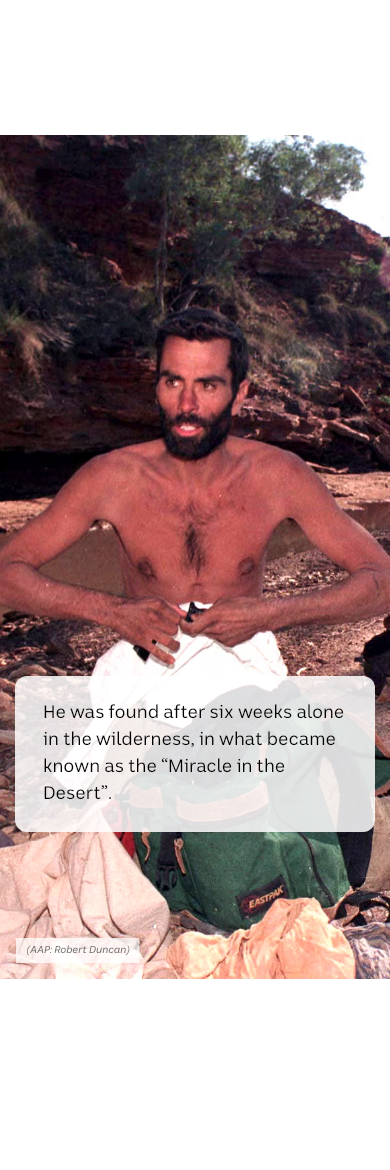 He was found after six weeks alone
in the wilderness, in what became
known as the “Miracle in the
Desert”.
EASTPAK
(AAP: Robert Duncan)